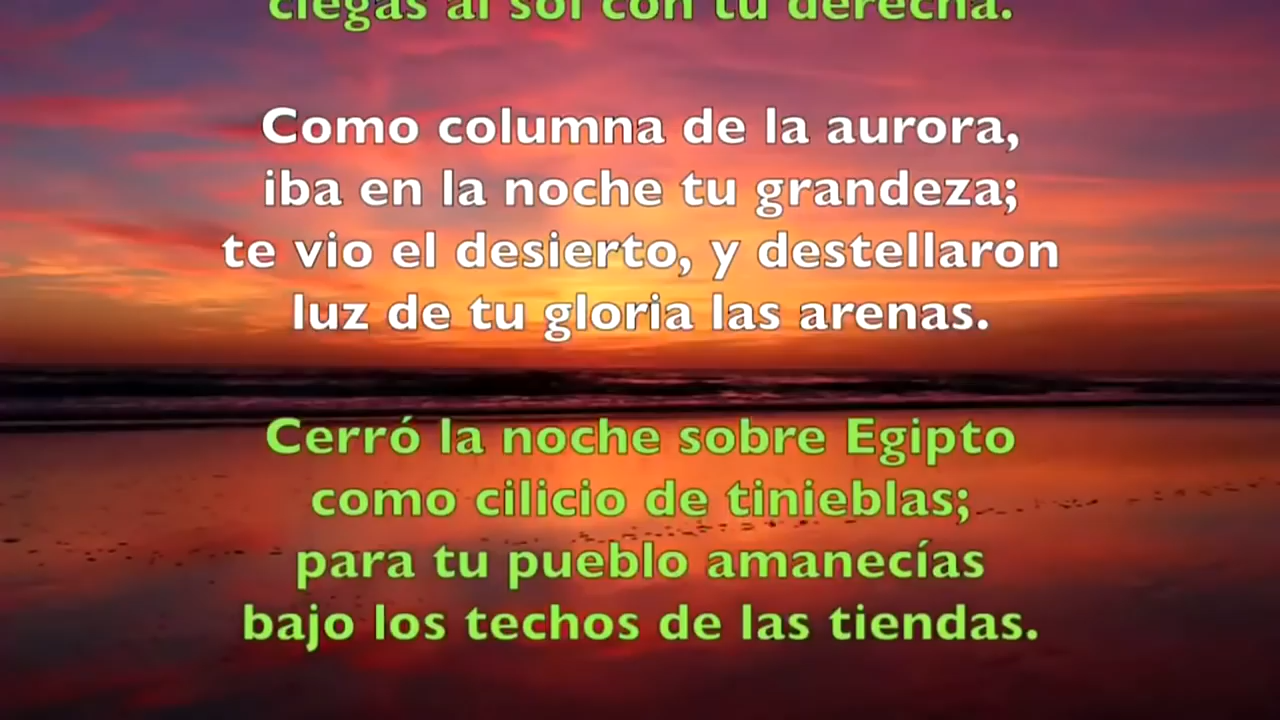 ciegas al sol con tu derecha.
Como columna de la aurora,
iba en la noche tu grandeza;
te vio el desierto, y destellaron
luz de tu gloria las arenas.
Cerró la noche sobre Egipto
como cilicio de tinieblas;
para tu pueblo amanecías
bajo los techos de las tiendas.